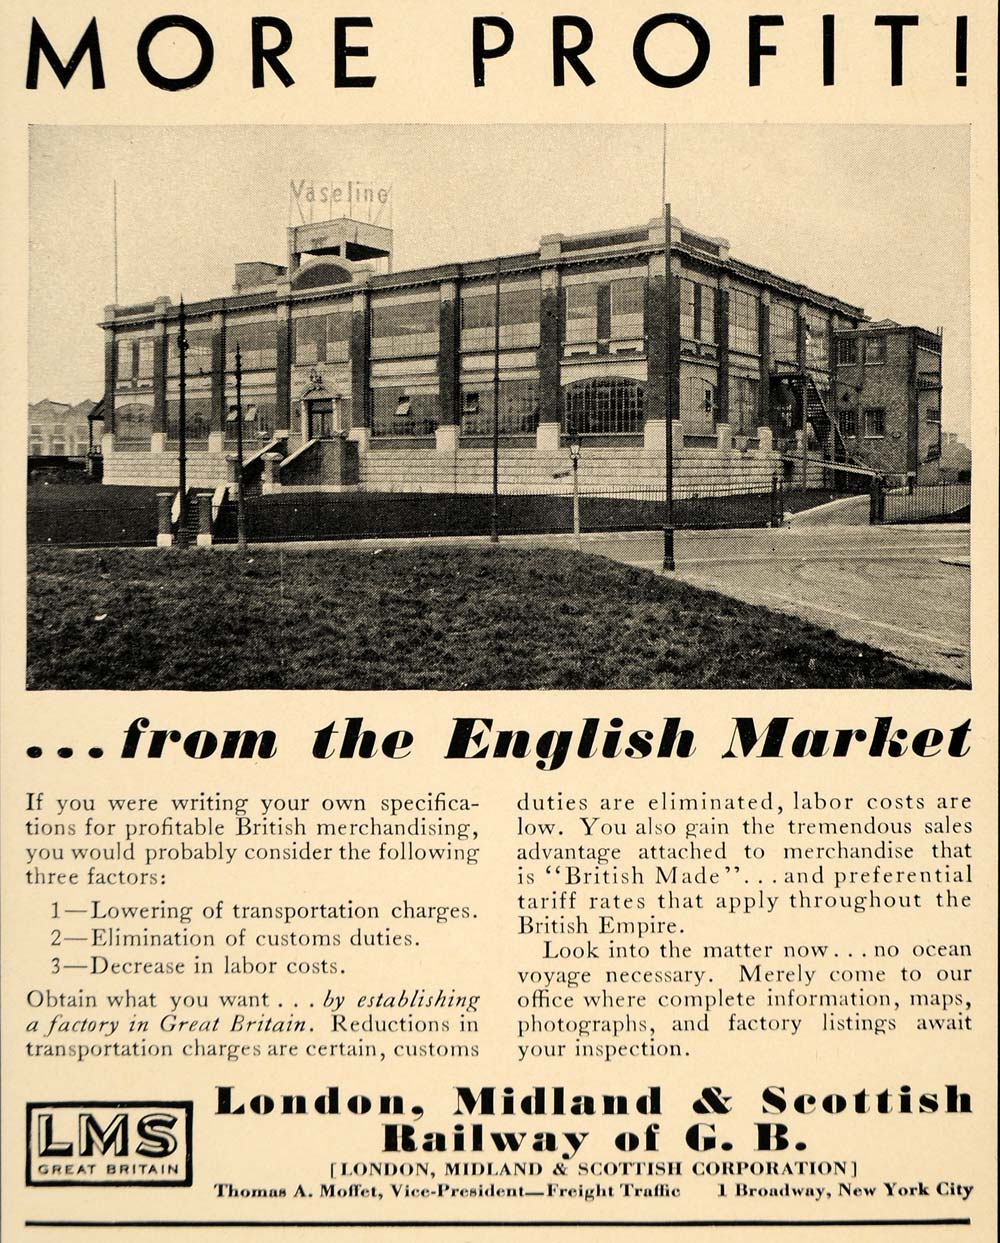 MORE PROFIT!
Vaseline
...from the English Market
If you were writing your own specifica-
tions for profitable British merchandising,
you would probably consider the following
three factors:
1—Lowering of transportation charges.
2—Elimination of customs duties.
3—Decrease in labor costs.
Obtain what you want . . . by establishing
a factory in Great Britain. Reductions in
transportation charges are certain, customs
duties are eliminated, labor costs are
low. You also gain the tremendous sales
advantage attached to merchandise that
is “British Made”. . . and preferential
tariff rates that apply throughout the
British Empire.
Look into the matter now. . . no ocean
voyage necessary. Merely come to our
office where complete information, maps,
photographs, and factory listings await
your inspection.
LMS
GREAT BRITAIN
London, Midland & Scottish
Railway of G. B.
[LONDON, MIDLAND & SCOTTISH CORPORATION]
Thomas A. Moffet, Vice-President—Freight Traffic 1 Broadway, New York City